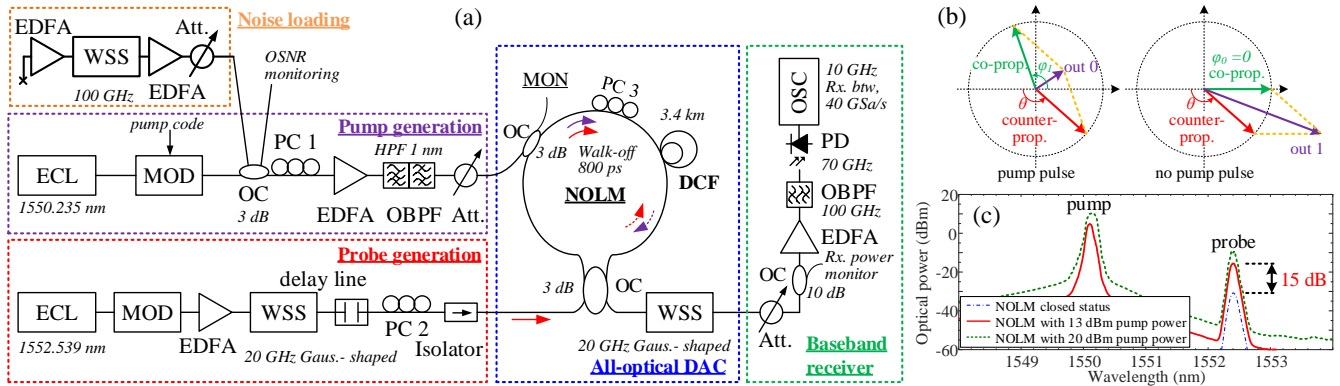 (a)
Noise loading
EDFA
WSS
EDFA
Att.
100 GHz
OSNR
monitoring
Pump generation
pump code
ECL
1550.235 nm
MOD
OC
3 dB
PC 1
EDFA
HPF 1 nm
OBPF
Att.
Probe generation
ECL
1552.539 nm
MOD
EDFA
WSS
20 GHz Gaus.- shaped
delay line
PC 2
Isolator
MON
OC
3 dB
PC 3
3.4 km
DCF
Walk-off
800 ps
NOLM
3 dB
OC
WSS
20 GHz Gaus.- shaped
All-optical DAC
OSC
10 GHz
Rx. btw,
40 GSa/s
PD
70 GHz
OBPF
100 GHz
EDFA
Rx. power
monitor
OC
10 dB
Att.
Baseband
receiver
(b)
co-prop.
φ1
out 0
θ
counter-
prop.
pump pulse
φ0 =0
co-prop.
θ
counter-
prop.
out 1
no pump pulse
(c)
Optical power (dBm)
20
0
-20
-40
-60
pump
probe
15 dB
NOLM closed status
NOLM with 13 dBm pump power
NOLM with 20 dBm pump power
1549
1550
1551
1552
1553
Wavelength (nm)